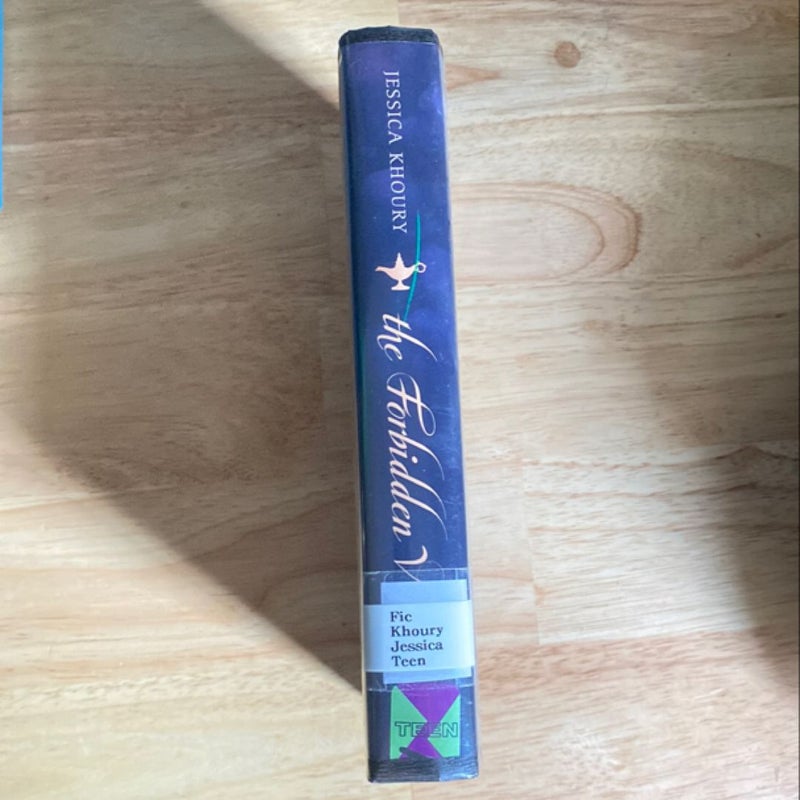 JESSICA KHOURY
the Forbidden
Fic
Khoury
Jessica
Teen
TEEN